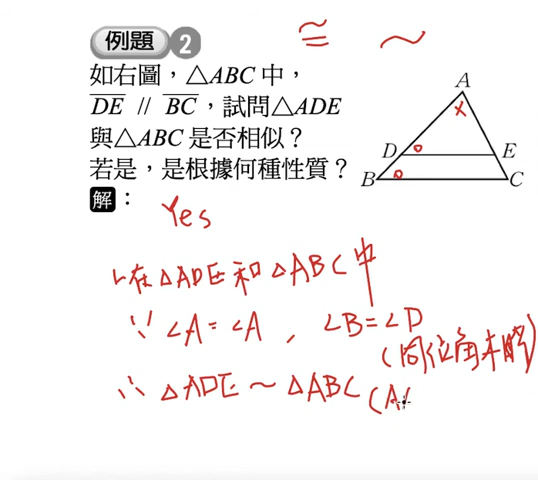 例題 2
≅ ~
如右圖，△ABC 中，
DE // BC，試問△ADE
與△ABC 是否相似？
若是，是根據何種性質？
解：
A
D E
B C
Yes
在△ADE和△ABC中
∵ ∠A=∠A , ∠B=∠D
(同位角相等)
∴ △ADE ~ △ABC (A